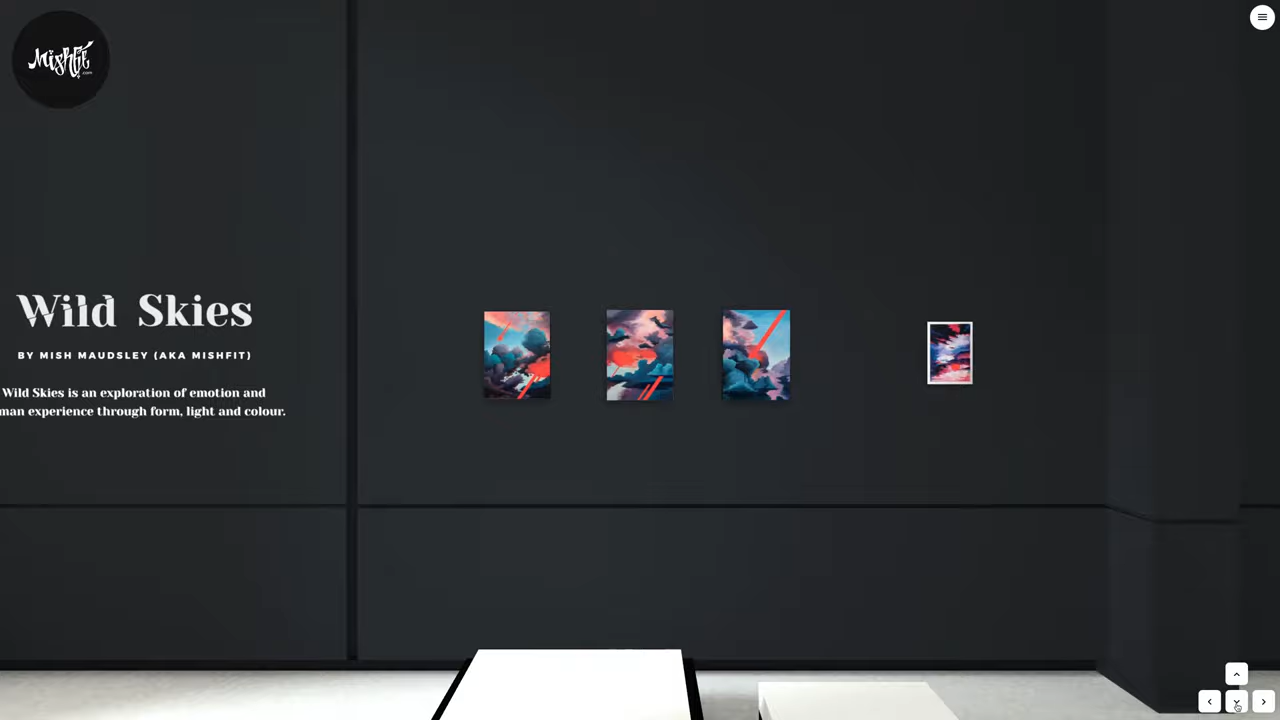 Mishfit
.com
Wild Skies
BY MISH MAUDSLEY (AKA MISHFIT)
Wild Skies is an exploration of emotion and
man experience through form, light and colour.